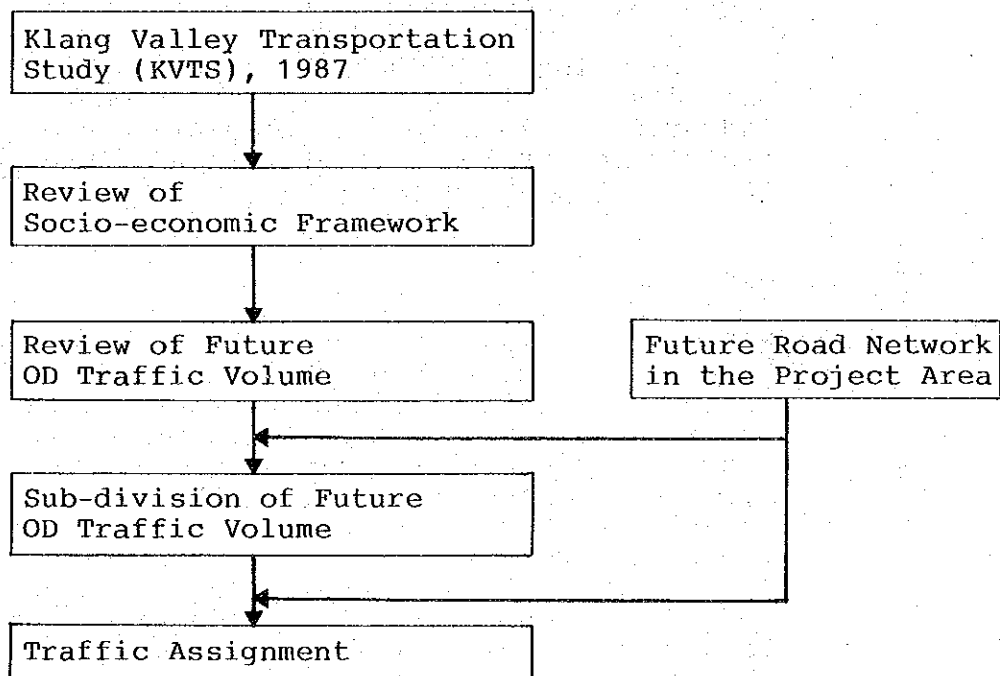 Klang Valley Transportation
Study (KVTS), 1987
Review of
Socio-economic Framework
Review of Future
OD Traffic Volume
Future Road Network
in the Project Area
Sub-division of Future
OD Traffic Volume
Traffic Assignment